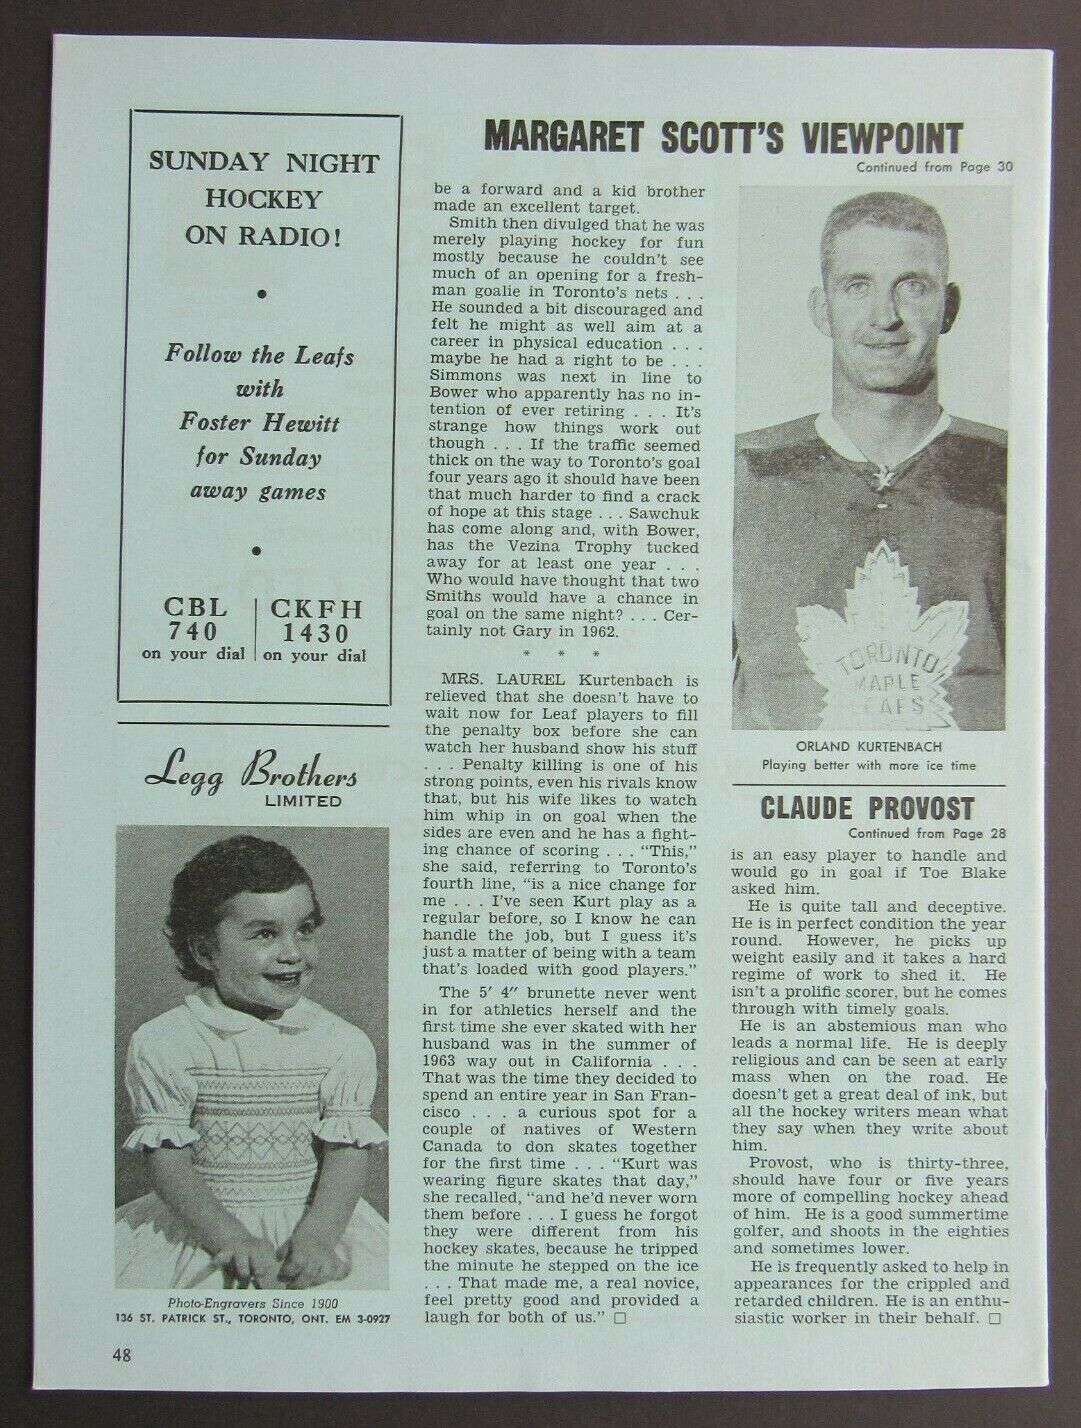 SUNDAY NIGHT
HOCKEY
ON RADIO!
•
Follow the Leafs
with
Foster Hewitt
for Sunday
away games
•
CBL
740
on your dial
CKFH
1430
on your dial
Legg Brothers
LIMITED
Photo-Engravers Since 1900
136 ST. PATRICK ST., TORONTO, ONT. EM 3-0927
48
MARGARET SCOTT'S VIEWPOINT
Continued from Page 30
be a forward and a kid brother
made an excellent target.
Smith then divulged that he was
merely playing hockey for fun
mostly because he couldn't see
much of an opening for a fresh-
man goalie in Toronto's nets . . .
He sounded a bit discouraged and
felt he might as well aim at a
career in physical education . . .
maybe he had a right to be . . .
Simmons was next in line to
Bower who apparently has no in-
tention of ever retiring . . . It's
strange how things work out
though . . . If the traffic seemed
thick on the way to Toronto's goal
four years ago it should have been
that much harder to find a crack
of hope at this stage . . . Sawchuk
has come along and, with Bower,
has the Vezina Trophy tucked
away for at least one year . . .
Who would have thought that two
Smiths would have a chance in
goal on the same night? . . . Cer-
tainly not Gary in 1962.
* * *
MRS. LAUREL Kurtenbach is
relieved that she doesn't have to
wait now for Leaf players to fill
the penalty box before she can
watch her husband show his stuff
. . . Penalty killing is one of his
strong points, even his rivals know
that, but his wife likes to watch
him whip in on goal when the
sides are even and he has a fight-
ing chance of scoring . . . "This,"
she said, referring to Toronto's
fourth line, "is a nice change for
me . . . I've seen Kurt play as a
regular before, so I know he can
handle the job, but I guess it's
just a matter of being with a team
that's loaded with good players."
The 5' 4" brunette never went
in for athletics herself and the
first time she ever skated with her
husband was in the summer of
1963 way out in California . . .
That was the time they decided to
spend an entire year in San Fran-
cisco . . . a curious spot for a
couple of natives of Western
Canada to don skates together
for the first time . . . "Kurt was
wearing figure skates that day,"
she recalled, "and he'd never worn
them before . . . I guess he forgot
they were different from his
hockey skates, because he tripped
the minute he stepped on the ice
. . . That made me, a real novice,
feel pretty good and provided a
laugh for both of us." □
TORONTO
MAPLE
LEAFS
ORLAND KURTENBACH
Playing better with more ice time
CLAUDE PROVOST
Continued from Page 28
is an easy player to handle and
would go in goal if Toe Blake
asked him.
He is quite tall and deceptive.
He is in perfect condition the year
round. However, he picks up
weight easily and it takes a hard
regime of work to shed it. He
isn't a prolific scorer, but he comes
through with timely goals.
He is an abstemious man who
leads a normal life. He is deeply
religious and can be seen at early
mass when on the road. He
doesn't get a great deal of ink, but
all the hockey writers mean what
they say when they write about
him.
Provost, who is thirty-three,
should have four or five years
more of compelling hockey ahead
of him. He is a good summertime
golfer, and shoots in the eighties
and sometimes lower.
He is frequently asked to help in
appearances for the crippled and
retarded children. He is an enthu-
siastic worker in their behalf. □